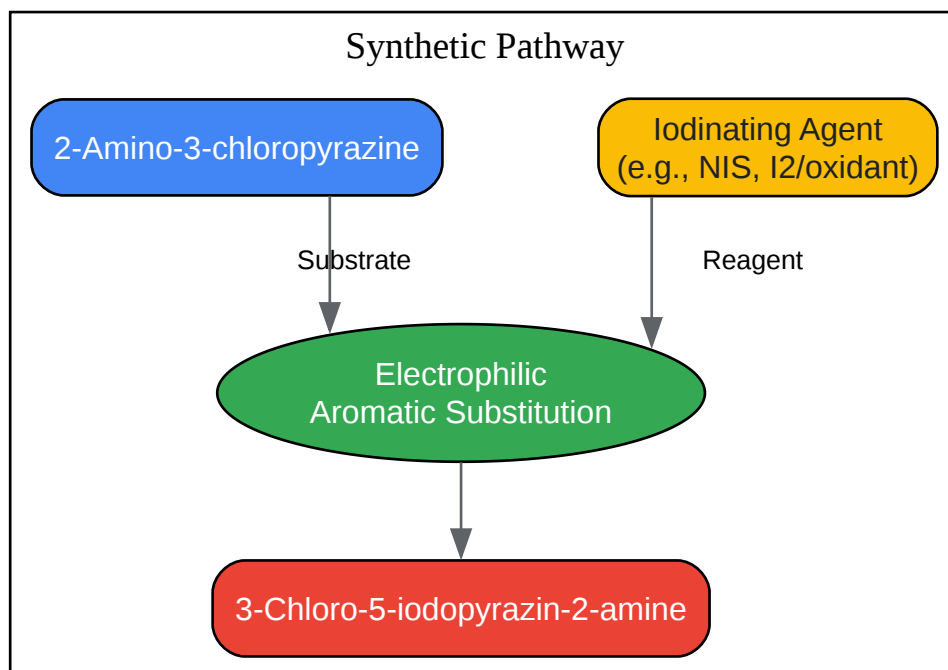 Synthetic Pathway
2-Amino-3-chloropyrazine
Iodinating Agent
(e.g., NIS, I2/oxidant)
Substrate
Reagent
Electrophilic
Aromatic Substitution
3-Chloro-5-iodopyrazin-2-amine